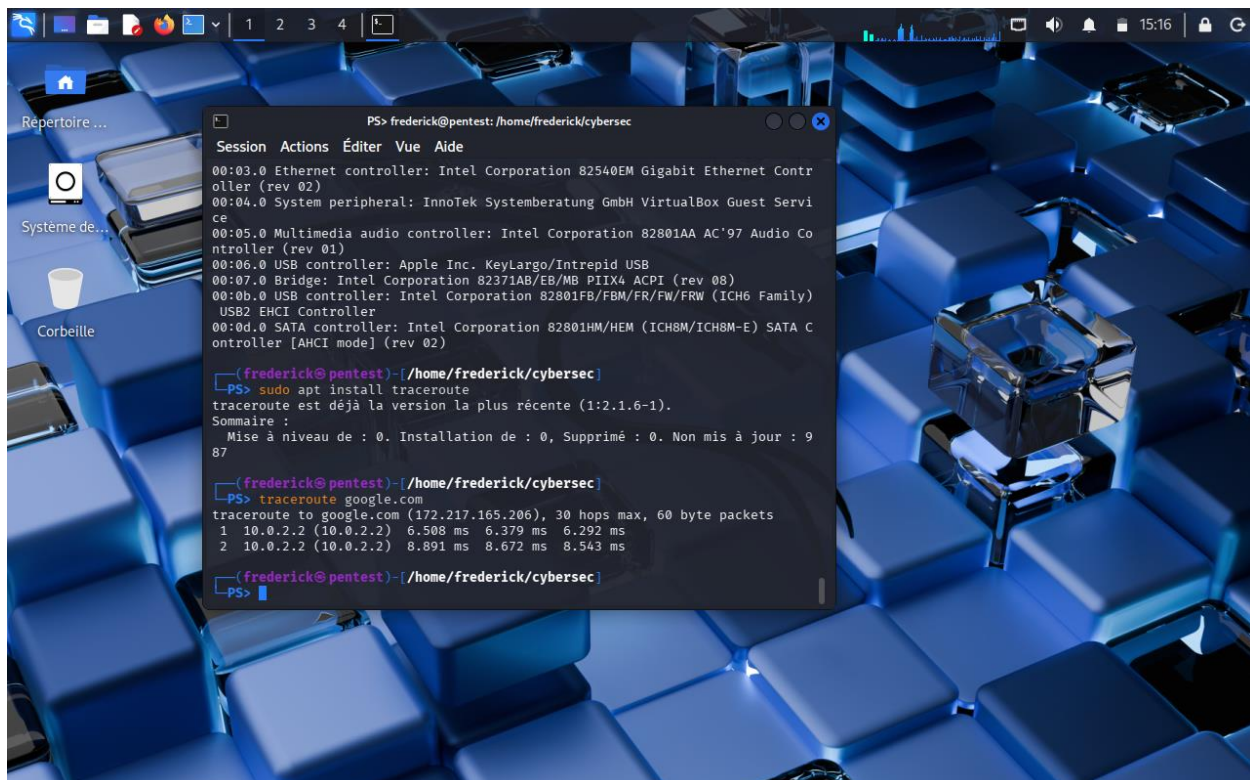 1 2 3 4
15:16
Répertoire ...
Système de...
Corbeille
PS> frederick@pentest: /home/frederick/cybersec
Session Actions Éditer Vue Aide
00:03.0 Ethernet controller: Intel Corporation 82540EM Gigabit Ethernet Contr
oller (rev 02)
00:04.0 System peripheral: InnoTek Systemberatung GmbH VirtualBox Guest Servi
ce
00:05.0 Multimedia audio controller: Intel Corporation 82801AA AC'97 Audio Co
ntroller (rev 01)
00:06.0 USB controller: Apple Inc. KeyLargo/Intrepid USB
00:07.0 Bridge: Intel Corporation 82371AB/EB/MB PIIX4 ACPI (rev 08)
00:0b.0 USB controller: Intel Corporation 82801FB/FBM/FR/FW/FRW (ICH6 Family)
USB2 EHCI Controller
00:0d.0 SATA controller: Intel Corporation 82801HM/HEM (ICH8M/ICH8M-E) SATA C
ontroller [AHCI mode] (rev 02)
┌──(frederick㉿pentest)-[/home/frederick/cybersec]
└─PS> sudo apt install traceroute
traceroute est déjà la version la plus récente (1:2.1.6-1).
Sommaire :
Mise à niveau de : 0. Installation de : 0, Supprimé : 0. Non mis à jour : 9
87
┌──(frederick㉿pentest)-[/home/frederick/cybersec]
└─PS> traceroute google.com
traceroute to google.com (172.217.165.206), 30 hops max, 60 byte packets
1 10.0.2.2 (10.0.2.2) 6.508 ms 6.379 ms 6.292 ms
2 10.0.2.2 (10.0.2.2) 8.891 ms 8.672 ms 8.543 ms
┌──(frederick㉿pentest)-[/home/frederick/cybersec]
└─PS>